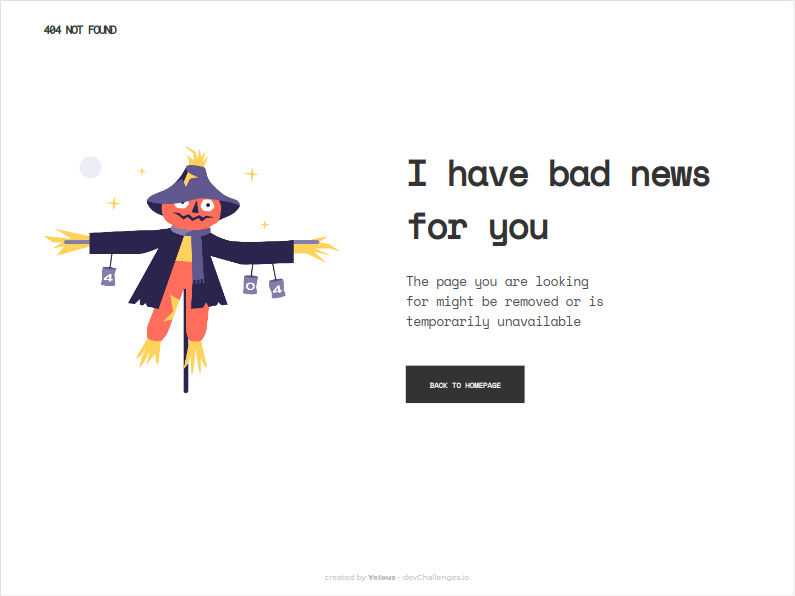 404 NOT FOUND
I have bad news
for you
The page you are looking
for might be removed or is
temporarily unavailable
4
0 4
BACK TO HOMEPAGE
created by Yelous - devChallenges.io